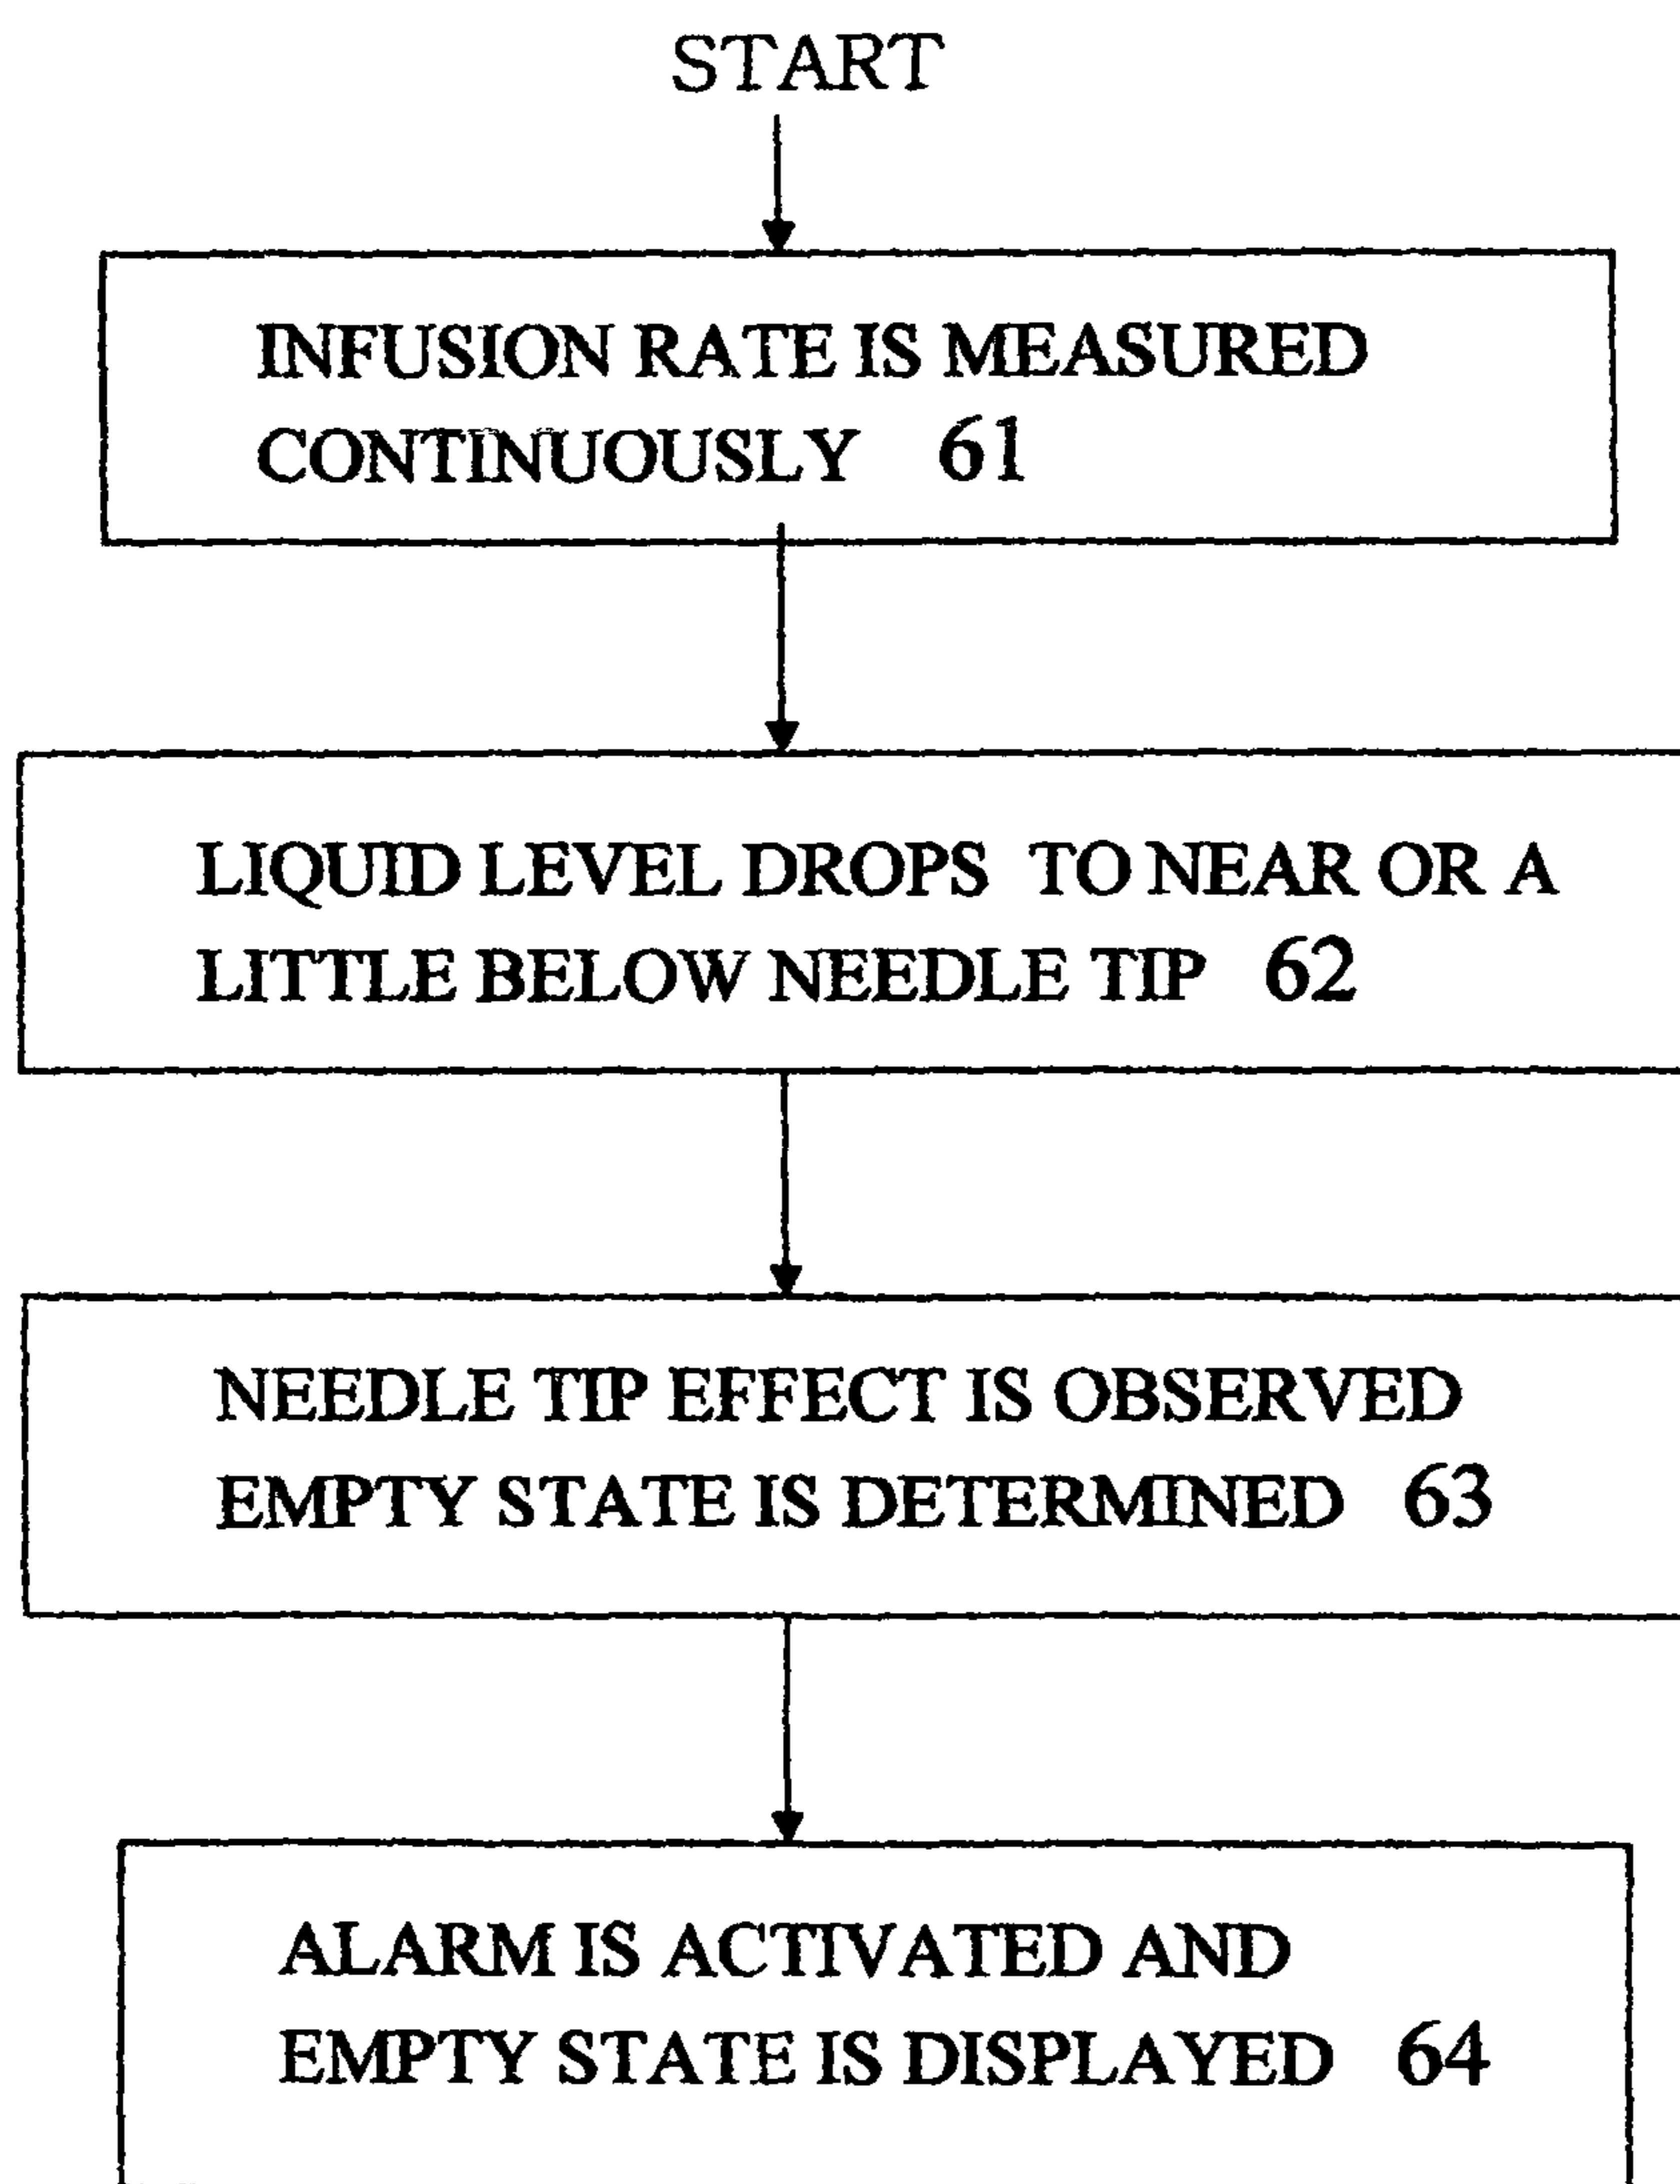 START
INFUSION RATE IS MEASURED
CONTINUOUSLY 61
LIQUID LEVEL DROPS TO NEAR OR A
LITTLE BELOW NEEDLE TIP 62
NEEDLE TIP EFFECT IS OBSERVED
EMPTY STATE IS DETERMINED 63
ALARM IS ACTIVATED AND
EMPTY STATE IS DISPLAYED 64